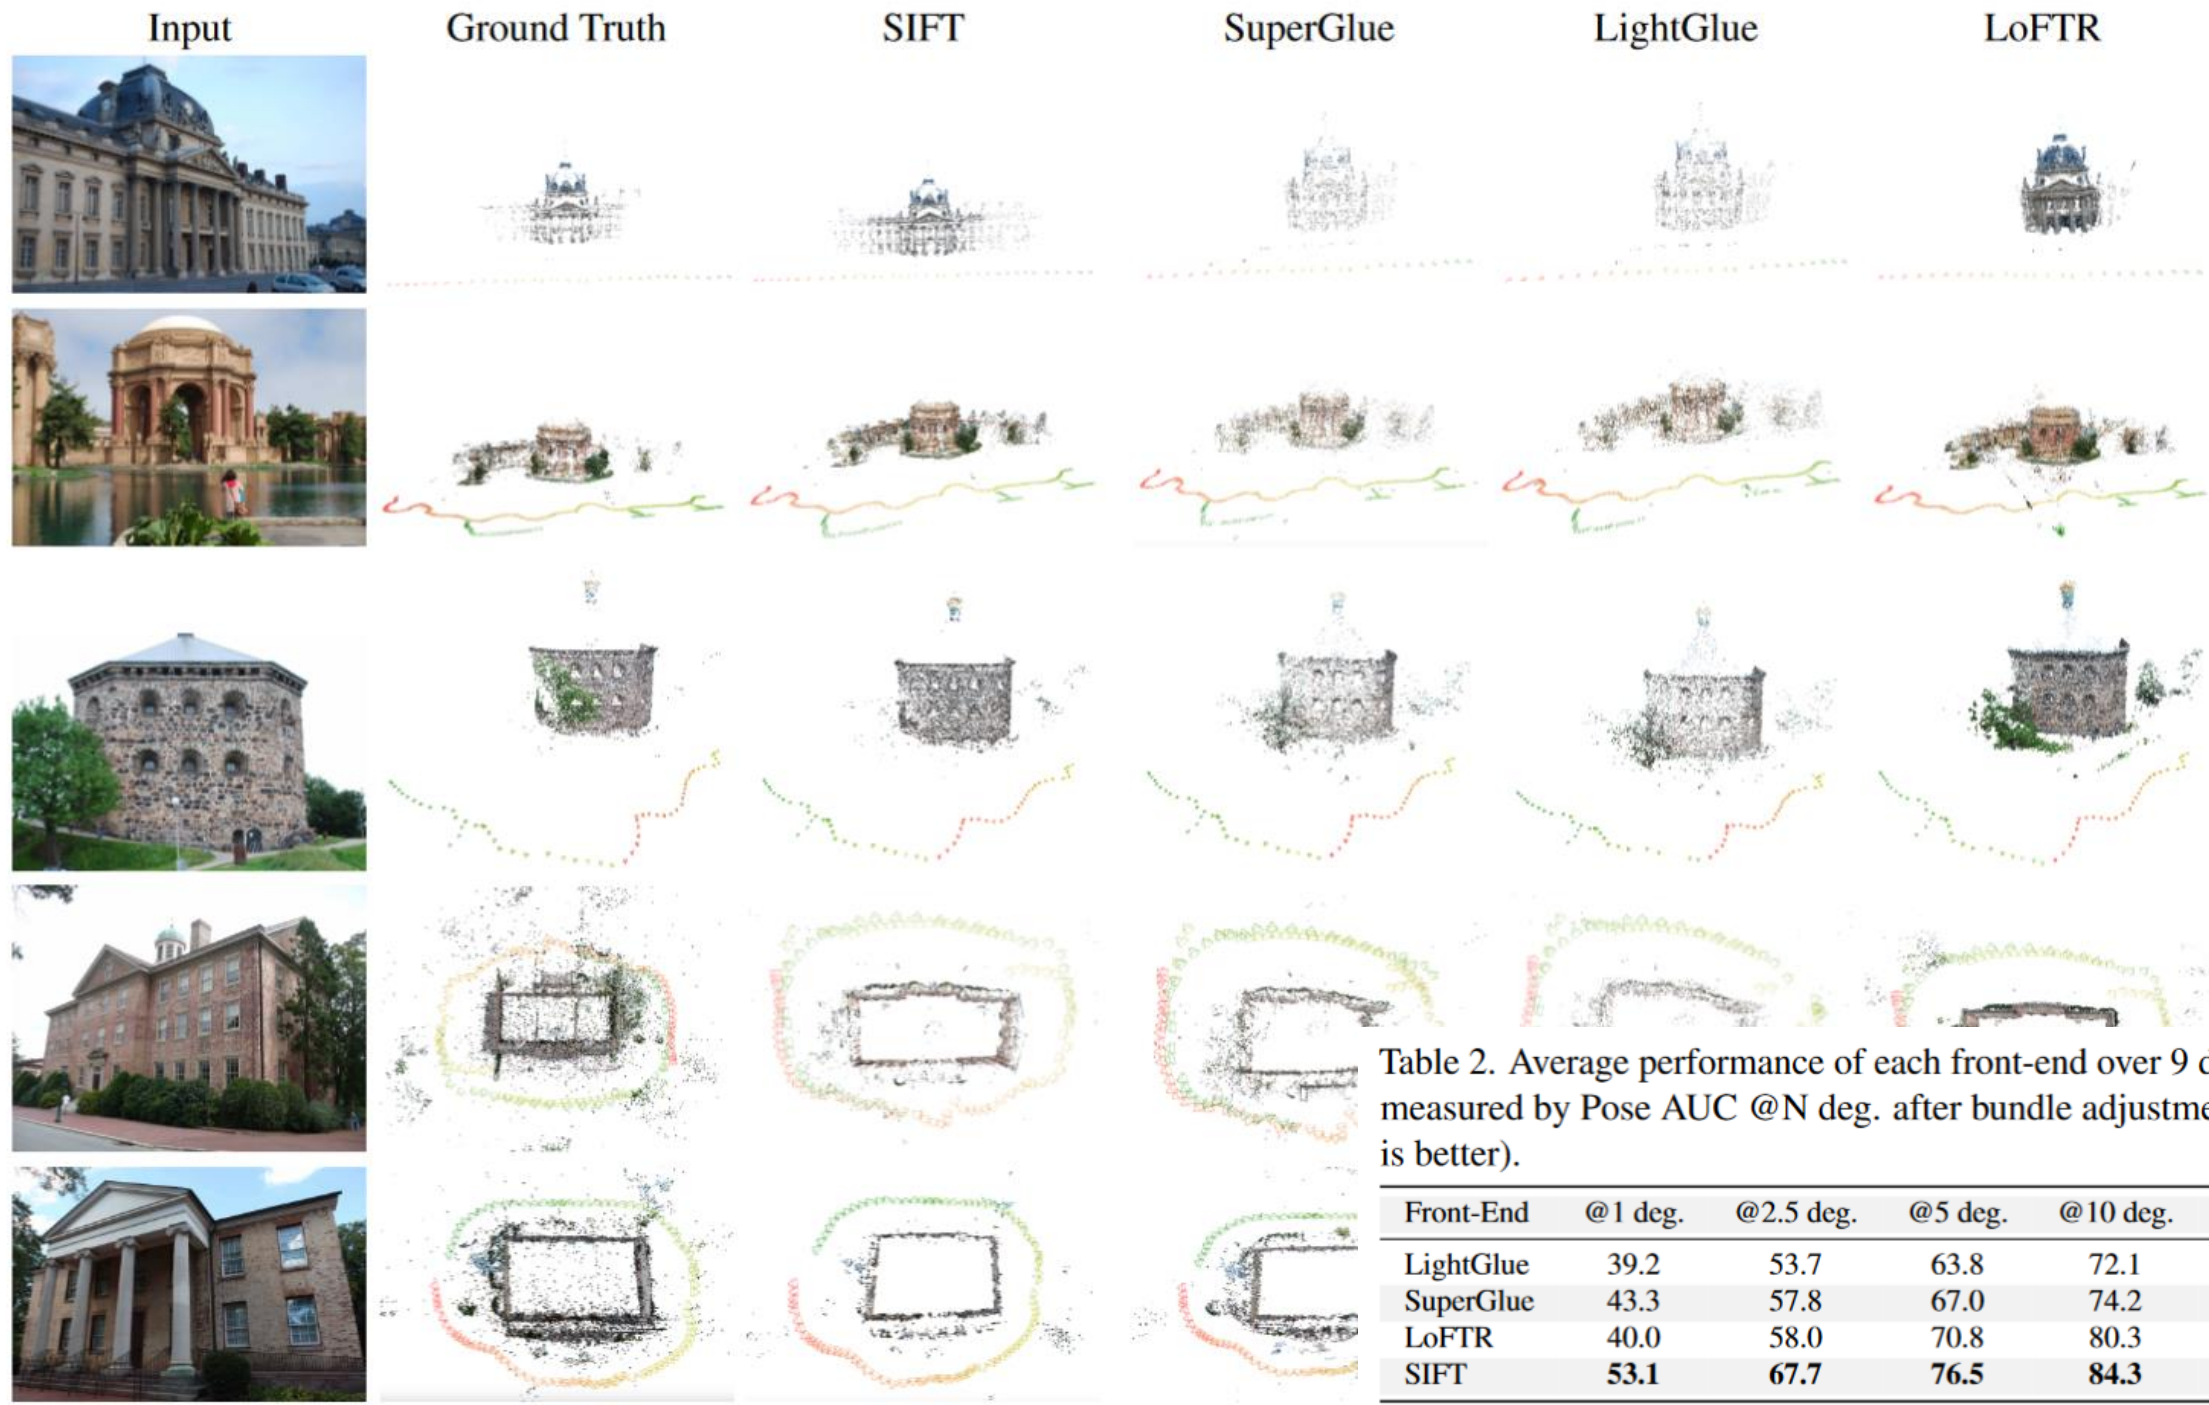 Input Ground Truth SIFT SuperGlue LightGlue LoFTR
Table 2. Average performance of each front-end over 9
measured by Pose AUC @N deg. after bundle
is better).
Front-End @1 deg. @2.5 deg. @5 deg. @10 deg.
LightGlue 39.2 53.7 63.8 72.1
SuperGlue 43.3 57.8 67.0 74.2
LoFTR 40.0 58.0 70.8 80.3
SIFT 53.1 67.7 76.5 84.3